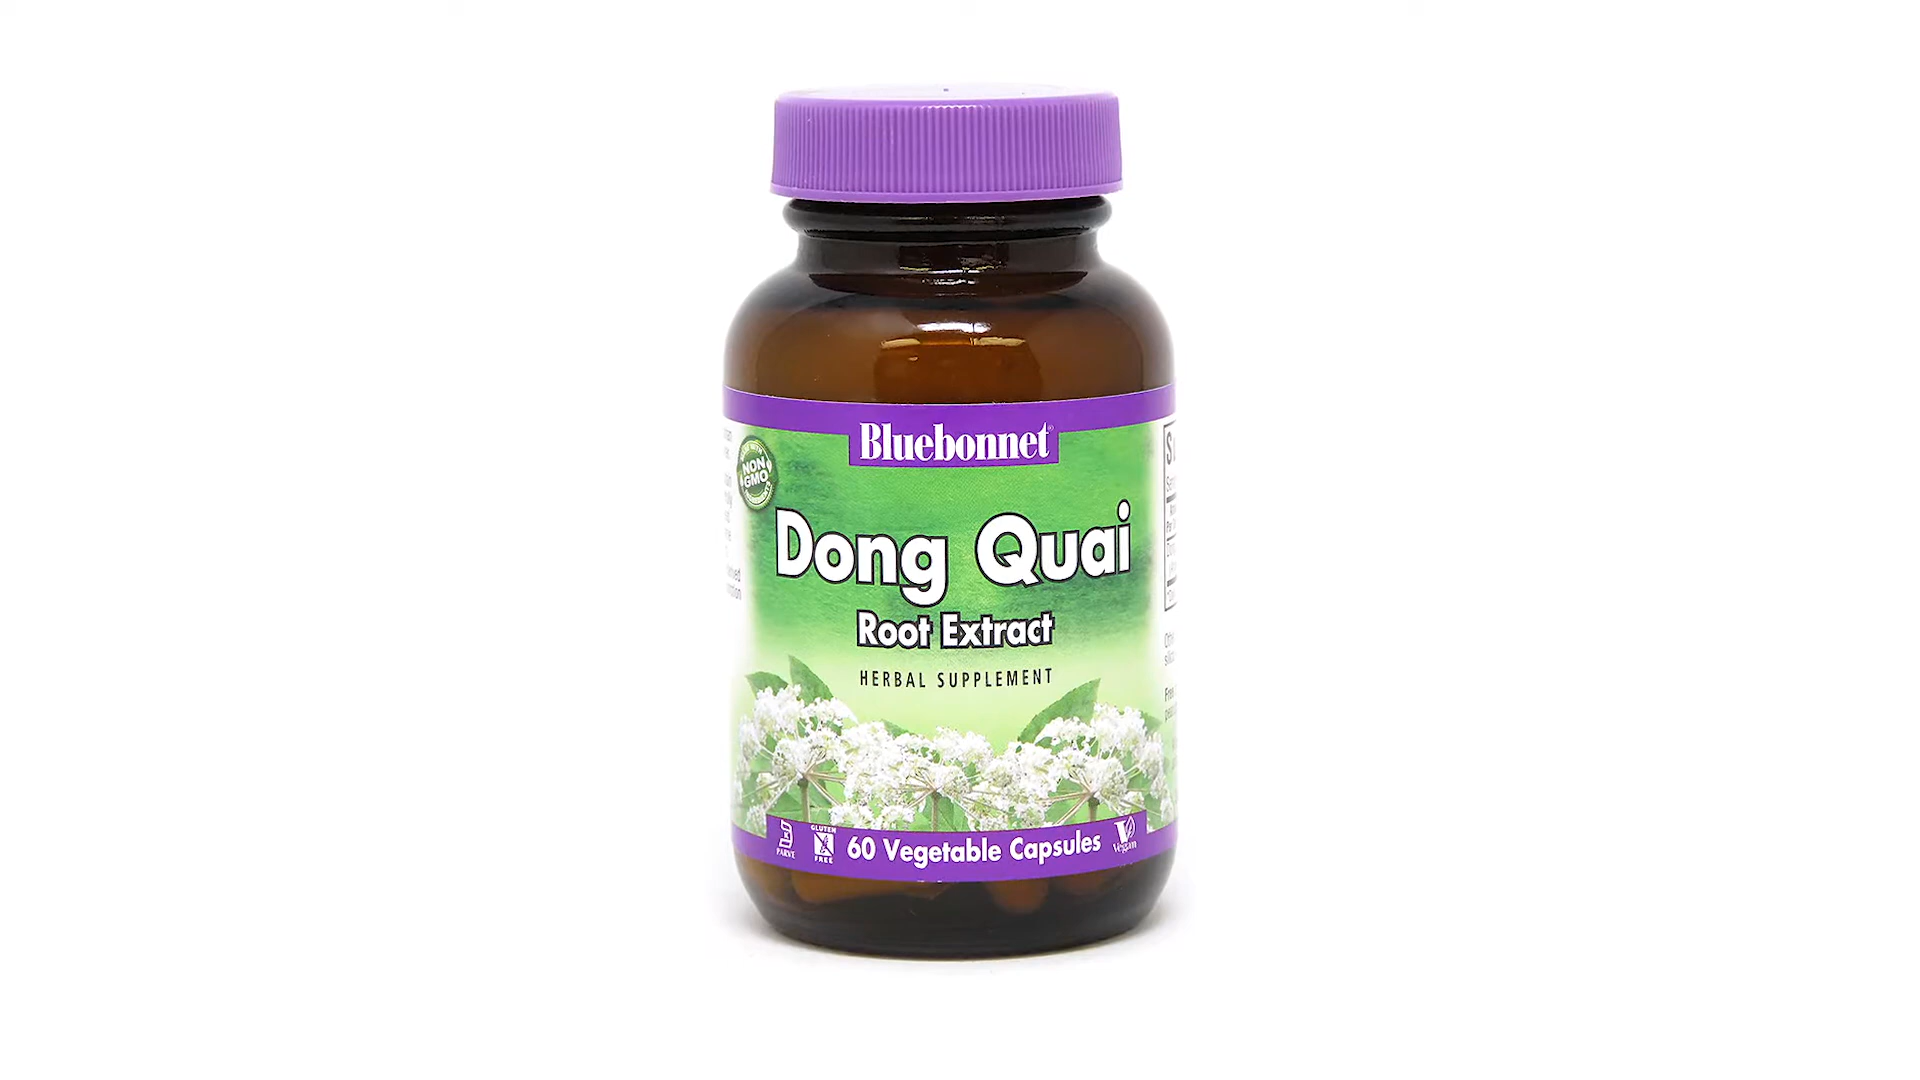 Bluebonnet
NON
GMO
Dong Quai
Root Extract
HERBAL SUPPLEMENT
PARVE
GLUTEN
FREE
60 Vegetable Capsules
Vegan